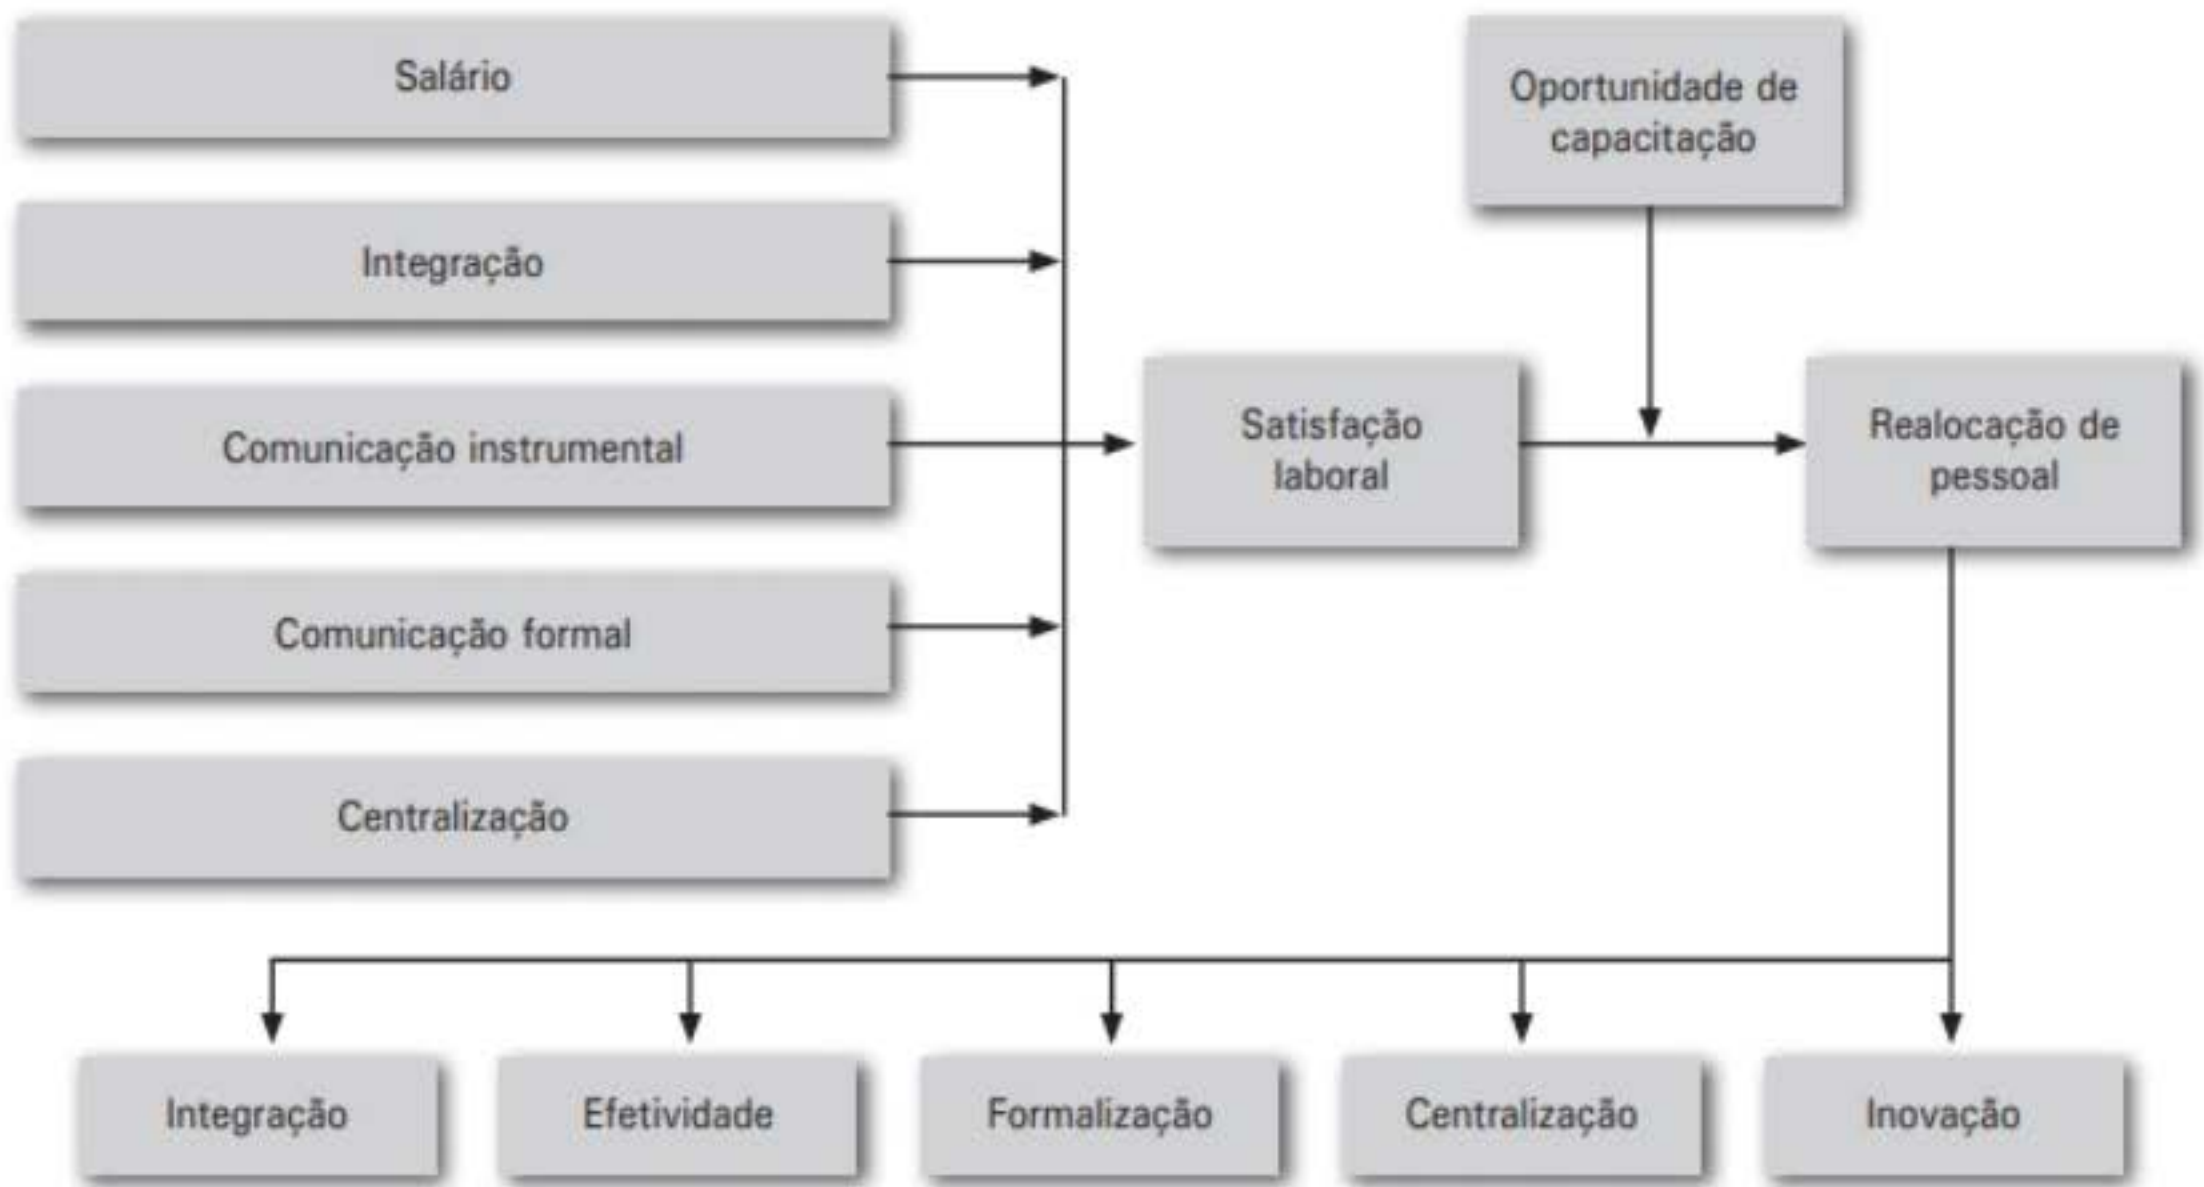 Salário
Oportunidade de
capacitação
Integração
Comunicação instrumental
Satisfação
laboral
Realocação de
pessoal
Comunicação formal
Centralização
Integração
Efetividade
Formalização
Centralização
Inovação